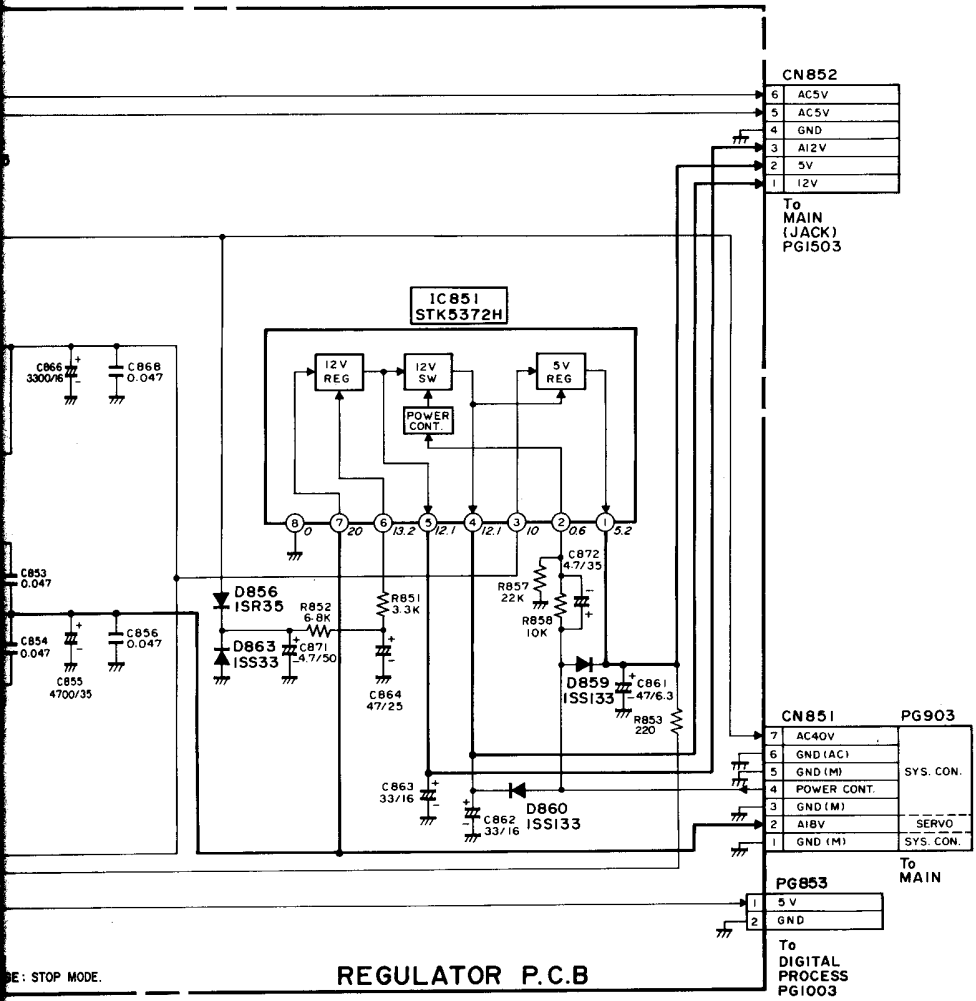 CN852
6 AC5V
5 AC5V
4 GND
3 A12V
2 5V
1 12V
To
MAIN
(JACK)
PG1503
IC851
STK5372H
12V
REG
12V
SW
5V
REG
POWER
CONT.
8 7 6 5 4 3 2 1
0 20 13.2 12.1 12.1 10 0.6 5.2
C866
3300/16
+
-
C868
0.047
C853
0.047
C854
0.047
C855
4700/35
+
-
C856
0.047
D856
1SR35
D863
1SS33
R852
6.8K
C871
4.7/50
+
-
R851
3.3K
C864
47/25
+
-
R857
22K
C872
4.7/35
-
+
R858
10K
D859
1SS133
C861
47/6.3
+
-
R853
220
C863
33/16
+
-
C862
33/16
+
-
D860
1SS133
CN851 PG903
7 AC40V
6 GND (AC)
5 GND (M) SYS. CON.
4 POWER CONT.
3 GND (M)
2 A18V SERVO
1 GND (M) SYS. CON.
To
MAIN
PG853
1 5V
2 GND
To
DIGITAL
PROCESS
PG1003
GE: STOP MODE.
REGULATOR P.C.B